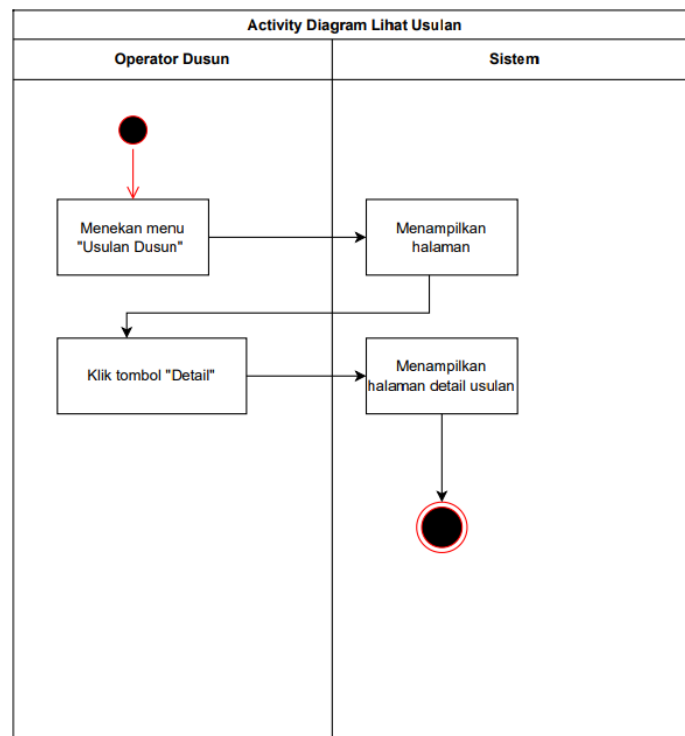 Activity Diagram Lihat Usulan
Operator Dusun
Sistem
Menekan menu
"Usulan Dusun"
Menampilkan
halaman
Klik tombol "Detail"
Menampilkan
halaman detail usulan